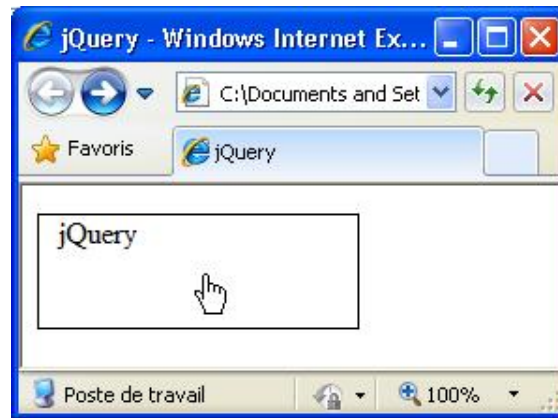 jQuery - Windows Internet Ex...
C:\Documents and Set
Favoris
jQuery
jQuery
Poste de travail
100%